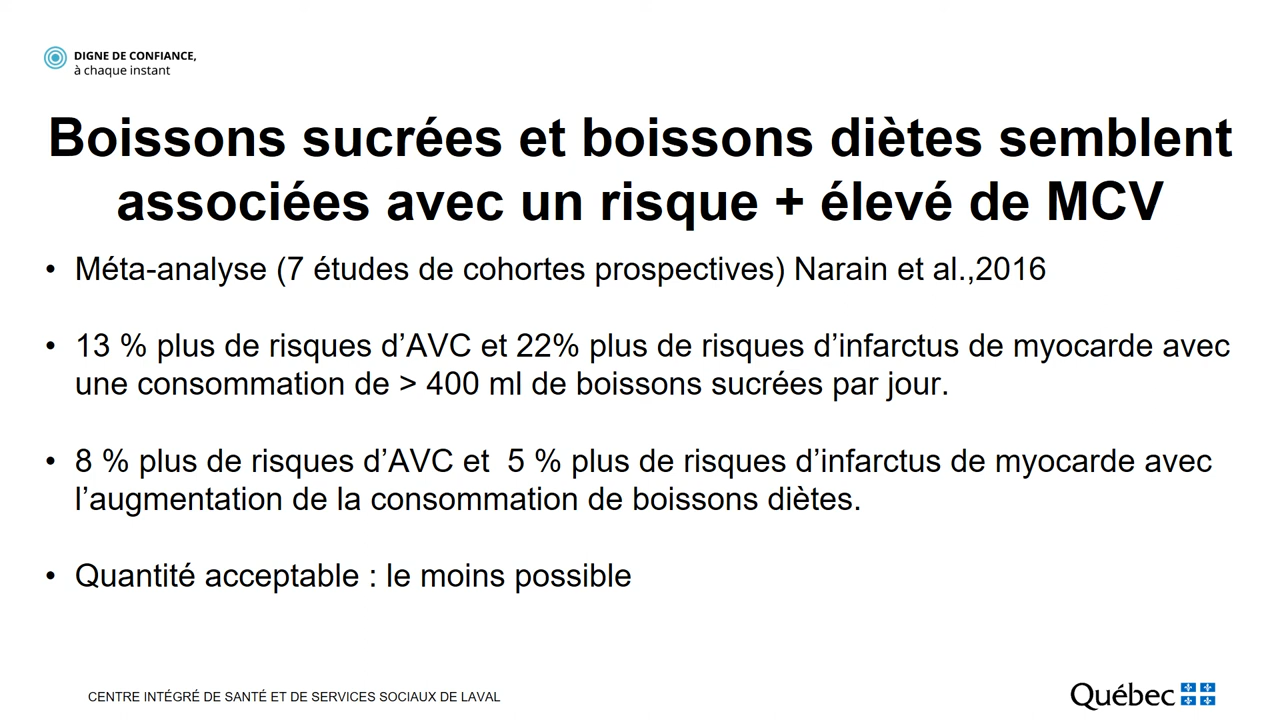 DIGNE DE CONFIANCE,
à chaque instant
Boissons sucrées et boissons diètes semblent
associées avec un risque + élevé de MCV
• Méta-analyse (7 études de cohortes prospectives) Narain et al.,2016
• 13 % plus de risques d’AVC et 22% plus de risques d’infarctus de myocarde avec
une consommation de > 400 ml de boissons sucrées par jour.
• 8 % plus de risques d’AVC et  5 % plus de risques d’infarctus de myocarde avec
l’augmentation de la consommation de boissons diètes.
• Quantité acceptable : le moins possible
CENTRE INTÉGRÉ DE SANTÉ ET DE SERVICES SOCIAUX DE LAVAL
Québec